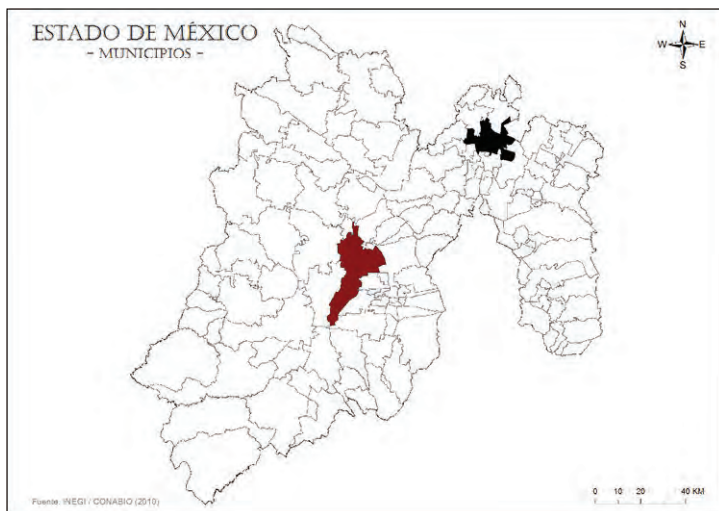 ESTADO DE MÉXICO
- MUNICIPIOS -
N
W E
S
Fuente: INEGI / CONABIO (2010)
0 10 20 40 KM